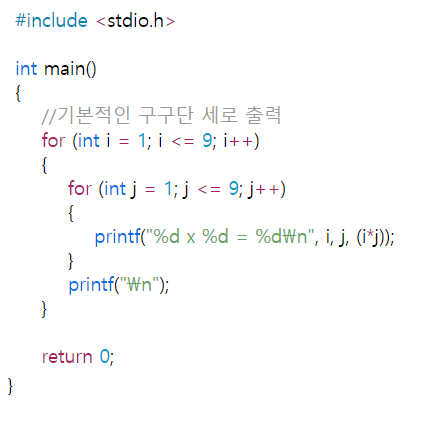 #include <stdio.h>
int main()
{
//기본적인 구구단 세로 출력
for (int i = 1; i <= 9; i++)
{
for (int j = 1; j <= 9; j++)
{
printf("%d x %d = %d₩n", i, j, (i*j));
}
printf("₩n");
}
return 0;
}